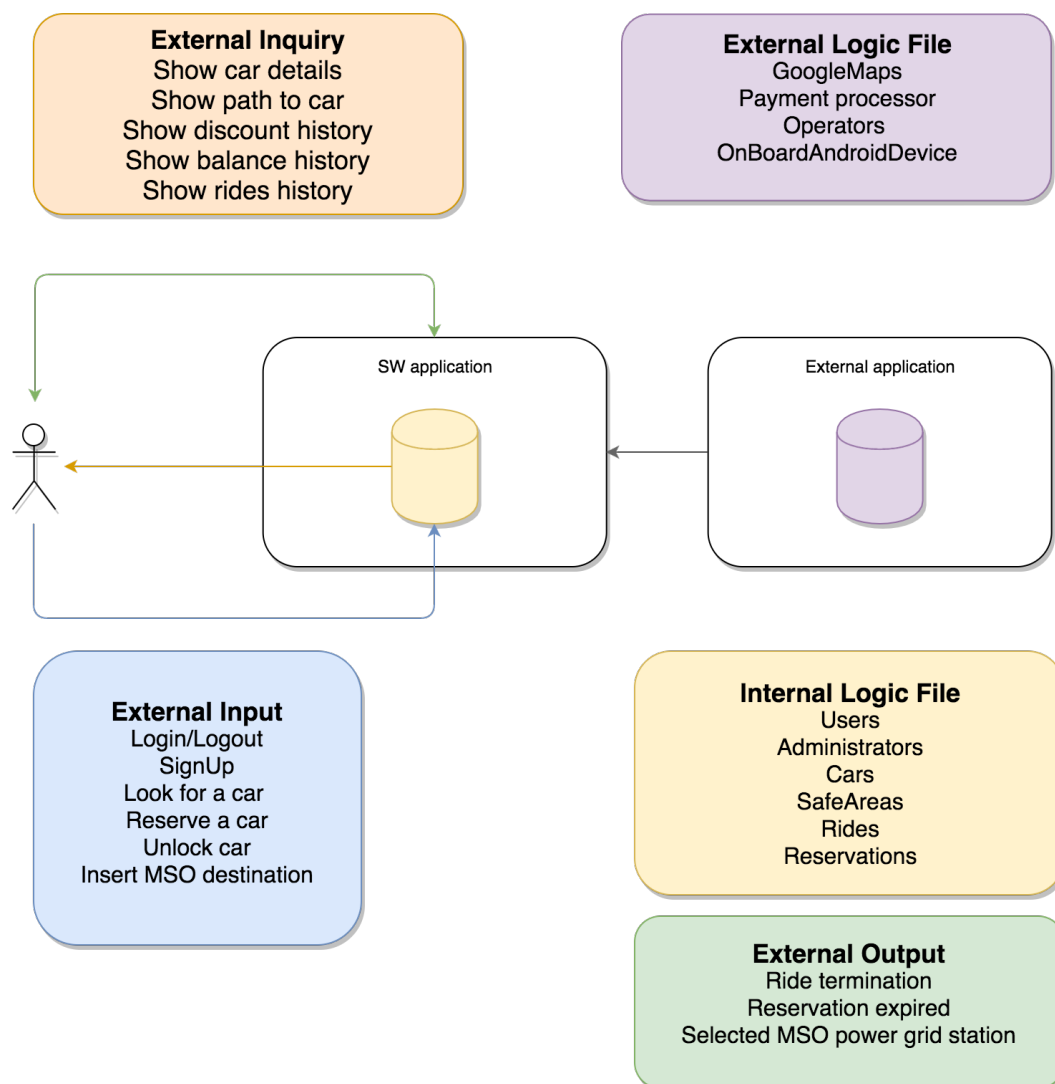 External Inquiry
Show car details
Show path to car
Show discount history
Show balance history
Show rides history
External Logic File
GoogleMaps
Payment processor
Operators
OnBoardAndroidDevice
SW application
External application
External Input
Login/Logout
SignUp
Look for a car
Reserve a car
Unlock car
Insert MSO destination
Internal Logic File
Users
Administrators
Cars
SafeAreas
Rides
Reservations
External Output
Ride termination
Reservation expired
Selected MSO power grid station